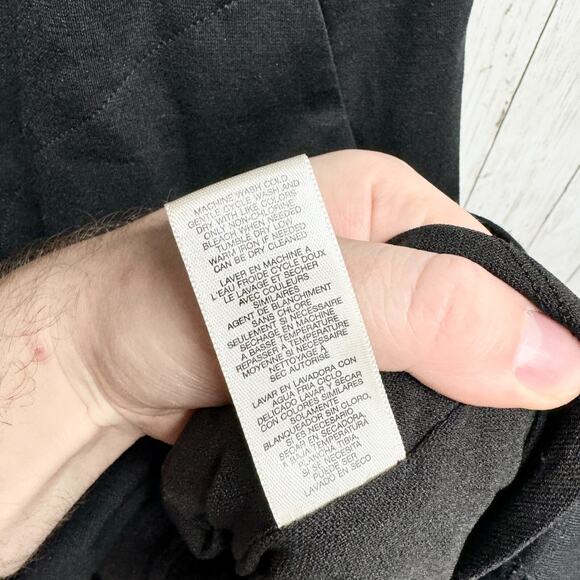 MACHINE WASH COLD
GENTLE CYCLE WASH AND
DRY WITH LIKE COLORS
ONLY NON-CHLORINE
BLEACH WHEN NEEDED
TUMBLE DRY LOW
WARM IRON IF NEEDED
CAN BE DRY CLEANED
LAVER EN MACHINE A
L'EAU FROIDE CYCLE DOUX
LE LAVAGE ET SECHER
AVEC COULEURS
SIMILAIRES
AGENT DE BLANCHIMENT
SANS CHLORE
SEULEMENT SI NECESSAIRE
SECHAGE EN MACHINE
A BASSE TEMPERATURE
REPASSER A TEMPERATURE
MOYENNE SI NECESSAIRE
NETTOYAGE A
SEC AUTORISÉ
LAVAR EN LAVADORA CON
AGUA FRIA CICLO
DELICADO LAVAR Y SECAR
CON COLORES SIMILARES
SOLAMENTE
BLANQUEADOR SIN CLORO,
SI ES NECESARIO
SECAR EN SECADORA
A BAJA TEMPERATURA
PLANCHA TIBIA,
SI SE NECESITA
PUEDE SER
LAVADO EN SECO